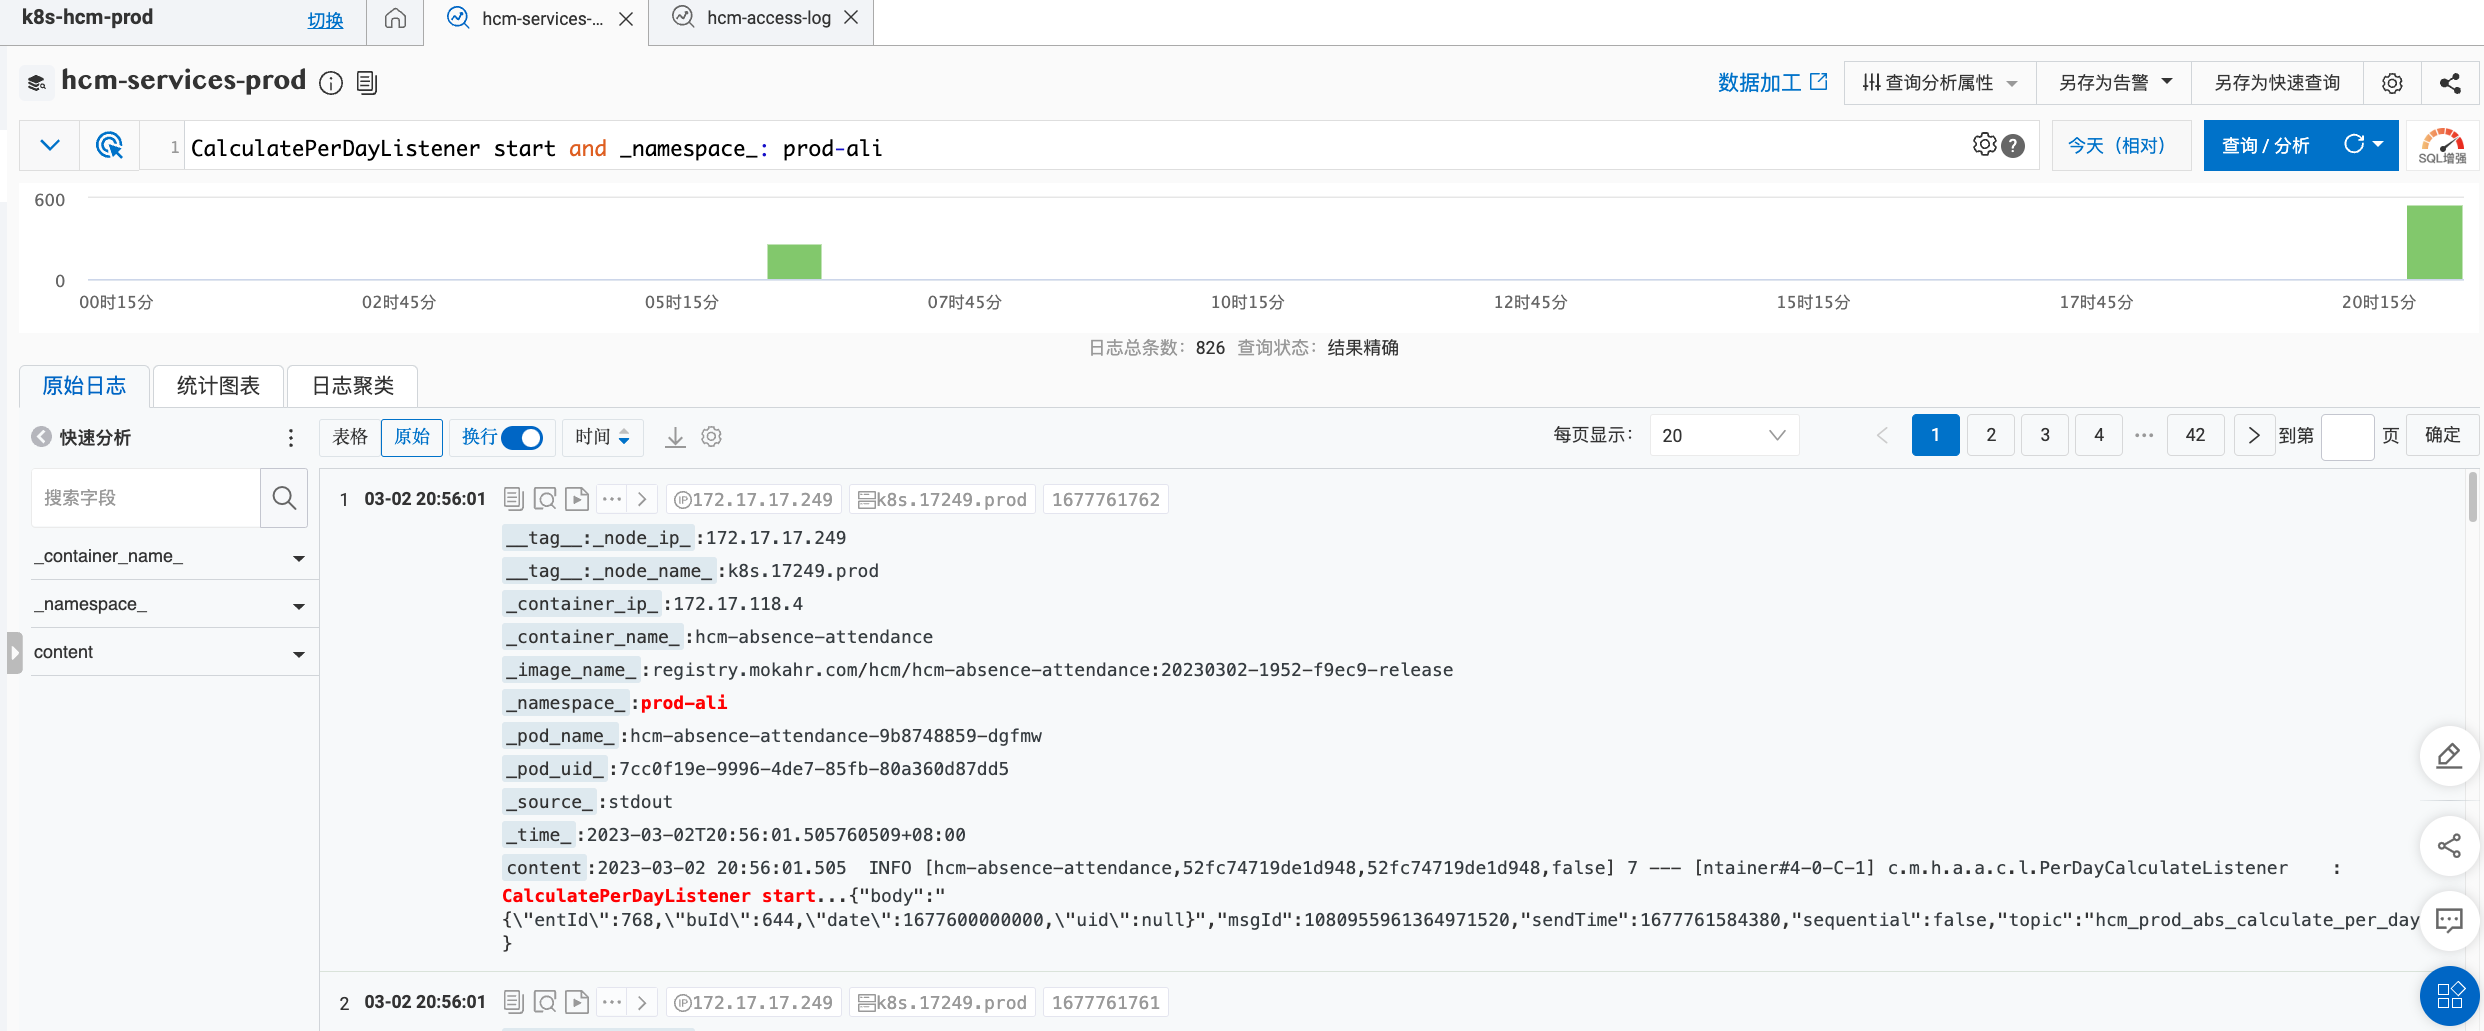 k8s-hcm-prod 切换 hcm-services-... hcm-access-log
hcm-services-prod 数据加工 查询分析属性 另存为告警 另存为快速查询
1 CalculatePerDayListener start and _namespace_: prod-ali ? 今天（相对） 查询 / 分析 SQL增强
600
0
00时15分 02时45分 05时15分 07时45分 10时15分 12时45分 15时15分 17时45分 20时15分
日志总条数：826 查询状态：结果精确
原始日志 统计图表 日志聚类
快速分析 表格 原始 换行 时间 每页显示： 20 1 2 3 4 ··· 42 到第 页 确定
搜索字段
_container_name_
_namespace_
content
1 03-02 20:56:01 IP 172.17.17.249 k8s.17249.prod 1677761762
__tag__:_node_ip_ :172.17.17.249
__tag__:_node_name_ :k8s.17249.prod
_container_ip_ :172.17.118.4
_container_name_ :hcm-absence-attendance
_image_name_ :registry.mokahr.com/hcm/hcm-absence-attendance:20230302-1952-f9ec9-release
_namespace_ :prod-ali
_pod_name_ :hcm-absence-attendance-9b8748859-dgfmw
_pod_uid_ :7cc0f19e-9996-4de7-85fb-80a360d87dd5
_source_ :stdout
_time_ :2023-03-02T20:56:01.505760509+08:00
content :2023-03-02 20:56:01.505  INFO [hcm-absence-attendance,52fc74719de1d948,52fc74719de1d948,false] 7 --- [ntainer#4-0-C-1] c.m.h.a.a.c.l.PerDayCalculateListener    :
CalculatePerDayListener start...{"body":"
{\"entId\":768,\"buId\":644,\"date\":1677600000000,\"uid\":null}","msgId":1080955961364971520,"sendTime":1677761584380,"sequential":false,"topic":"hcm_prod_abs_calculate_per_day
}
2 03-02 20:56:01 IP 172.17.17.249 k8s.17249.prod 1677761761